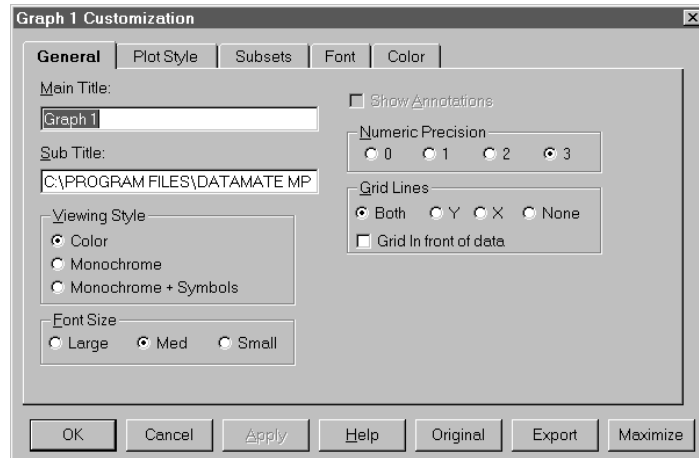 Graph 1 Customization
General Plot Style Subsets Font Color
Main Title:
Graph 1
Sub Title:
C:\PROGRAM FILES\DATAMATE MP
Viewing Style
Color
Monochrome
Monochrome + Symbols
Font Size
Large Med Small
Show Annotations
Numeric Precision
0 1 2 3
Grid Lines
Both Y X None
Grid In front of data
OK Cancel Apply Help Original Export Maximize